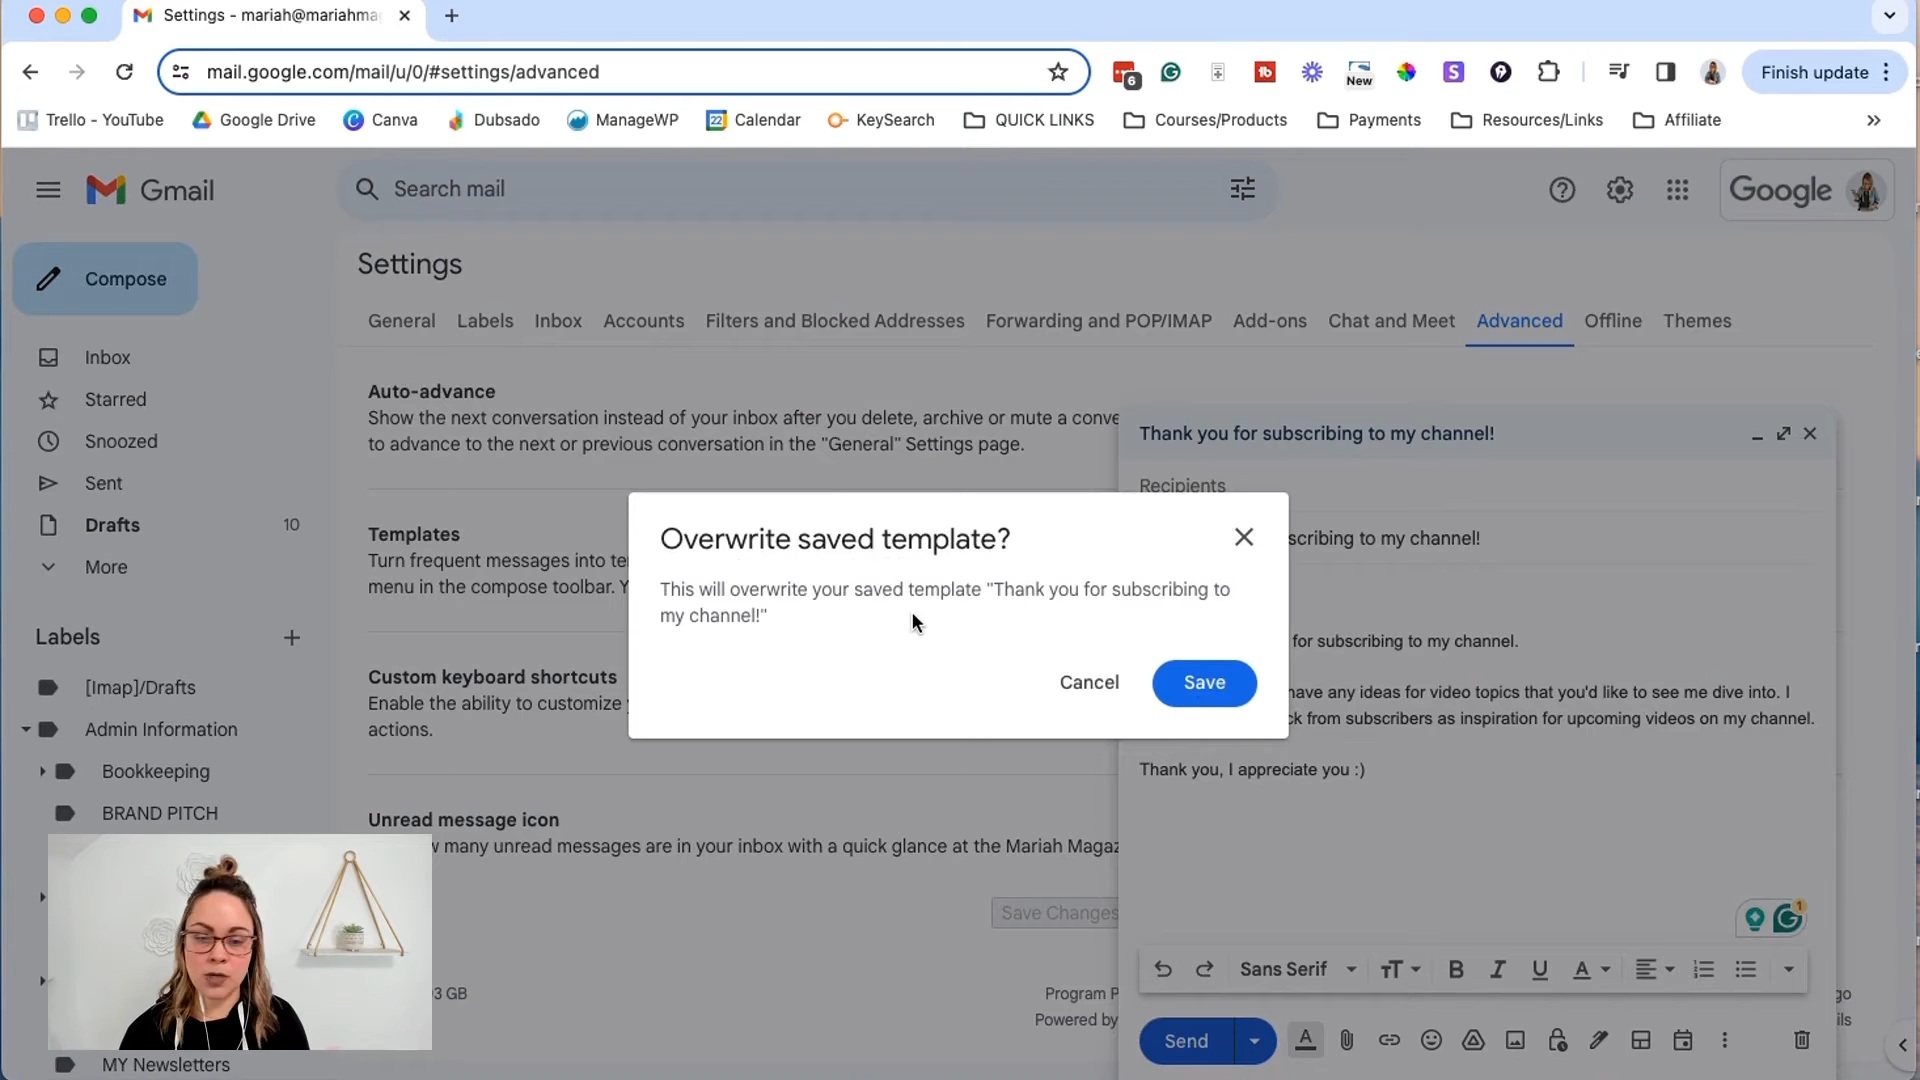 Settings - mariah@mariahma
mail.google.com/mail/u/0/#settings/advanced
6
New
Finish update
Trello - YouTube
Google Drive
Canva
Dubsado
ManageWP
22
Calendar
KeySearch
QUICK LINKS
Courses/Products
Payments
Resources/Links
Affiliate
Gmail
Search mail
Google
Compose
Inbox
Starred
Snoozed
Sent
Drafts 10
More
Labels
[Imap]/Drafts
Admin Information
Bookkeeping
BRAND PITCH
MY Newsletters
Settings
General Labels Inbox Accounts Filters and Blocked Addresses Forwarding and POP/IMAP Add-ons Chat and Meet Advanced Offline Themes
Auto-advance
Show the next conversation instead of your inbox after you delete, archive or mute a conve
to advance to the next or previous conversation in the "General" Settings page.
Templates
Turn frequent messages into te
menu in the compose toolbar. Y
Custom keyboard shortcuts
Enable the ability to customize
actions.
Unread message icon
w many unread messages are in your inbox with a quick glance at the Mariah Magaz
Save Changes
3 GB
Program P
Powered by
Overwrite saved template?
This will overwrite your saved template "Thank you for subscribing to
my channel!"
Cancel
Save
Thank you for subscribing to my channel!
Recipients
scribing to my channel!
for subscribing to my channel.
have any ideas for video topics that you'd like to see me dive into. I
ck from subscribers as inspiration for upcoming videos on my channel.
Thank you, I appreciate you :)
1
Sans Serif
Send
go
ils